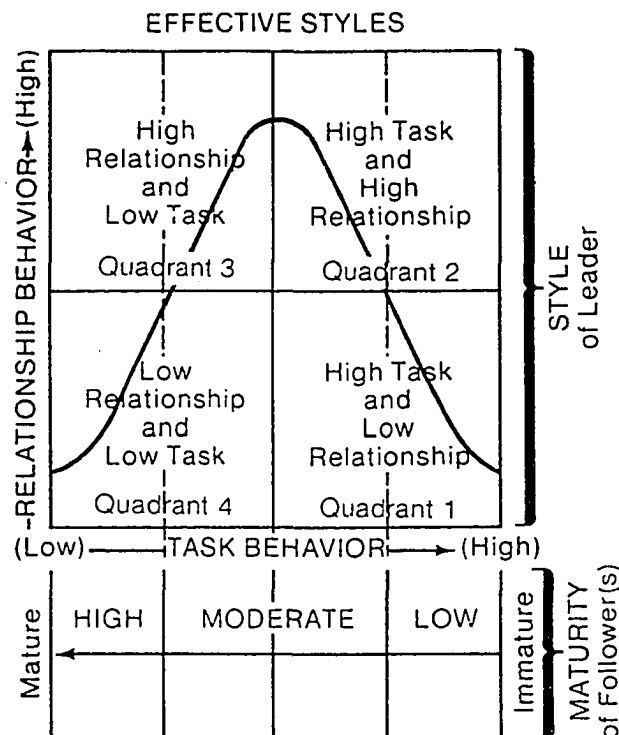 EFFECTIVE STYLES
RELATIONSHIP BEHAVIOR
(High)
High
Relationship
and
Low Task
Quadrant 3
High Task
and
High
Relationship
Quadrant 2
Low
Relationship
and
Low Task
Quadrant 4
High Task
and
Low
Relationship
Quadrant 1
STYLE
of Leader
(Low) TASK BEHAVIOR (High)
Mature
HIGH MODERATE LOW
Immature
MATURITY
of Follower(s)